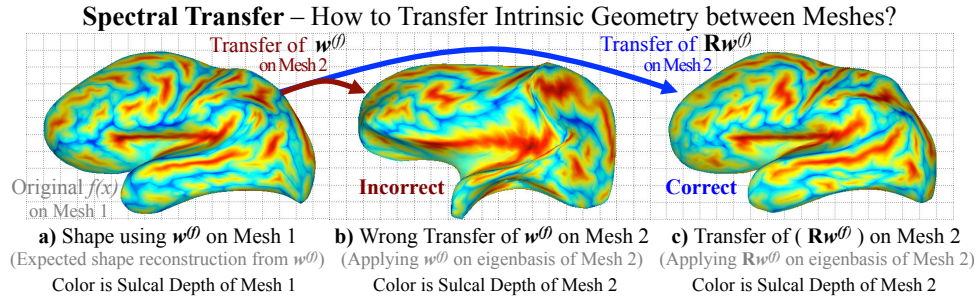 Spectral Transfer – How to Transfer Intrinsic Geometry between Meshes?
Transfer of w(f)
on Mesh 2
Transfer of Rw(f)
on Mesh 2
Original f(x)
on Mesh 1
Incorrect
Correct
a) Shape using w(f) on Mesh 1
(Expected shape reconstruction from w(f))
Color is Sulcal Depth of Mesh 1
b) Wrong Transfer of w(f) on Mesh 2
(Applying w(f) on eigenbasis of Mesh 2)
Color is Sulcal Depth of Mesh 2
c) Transfer of ( Rw(f) ) on Mesh 2
(Applying Rw(f) on eigenbasis of Mesh 2)
Color is Sulcal Depth of Mesh 2